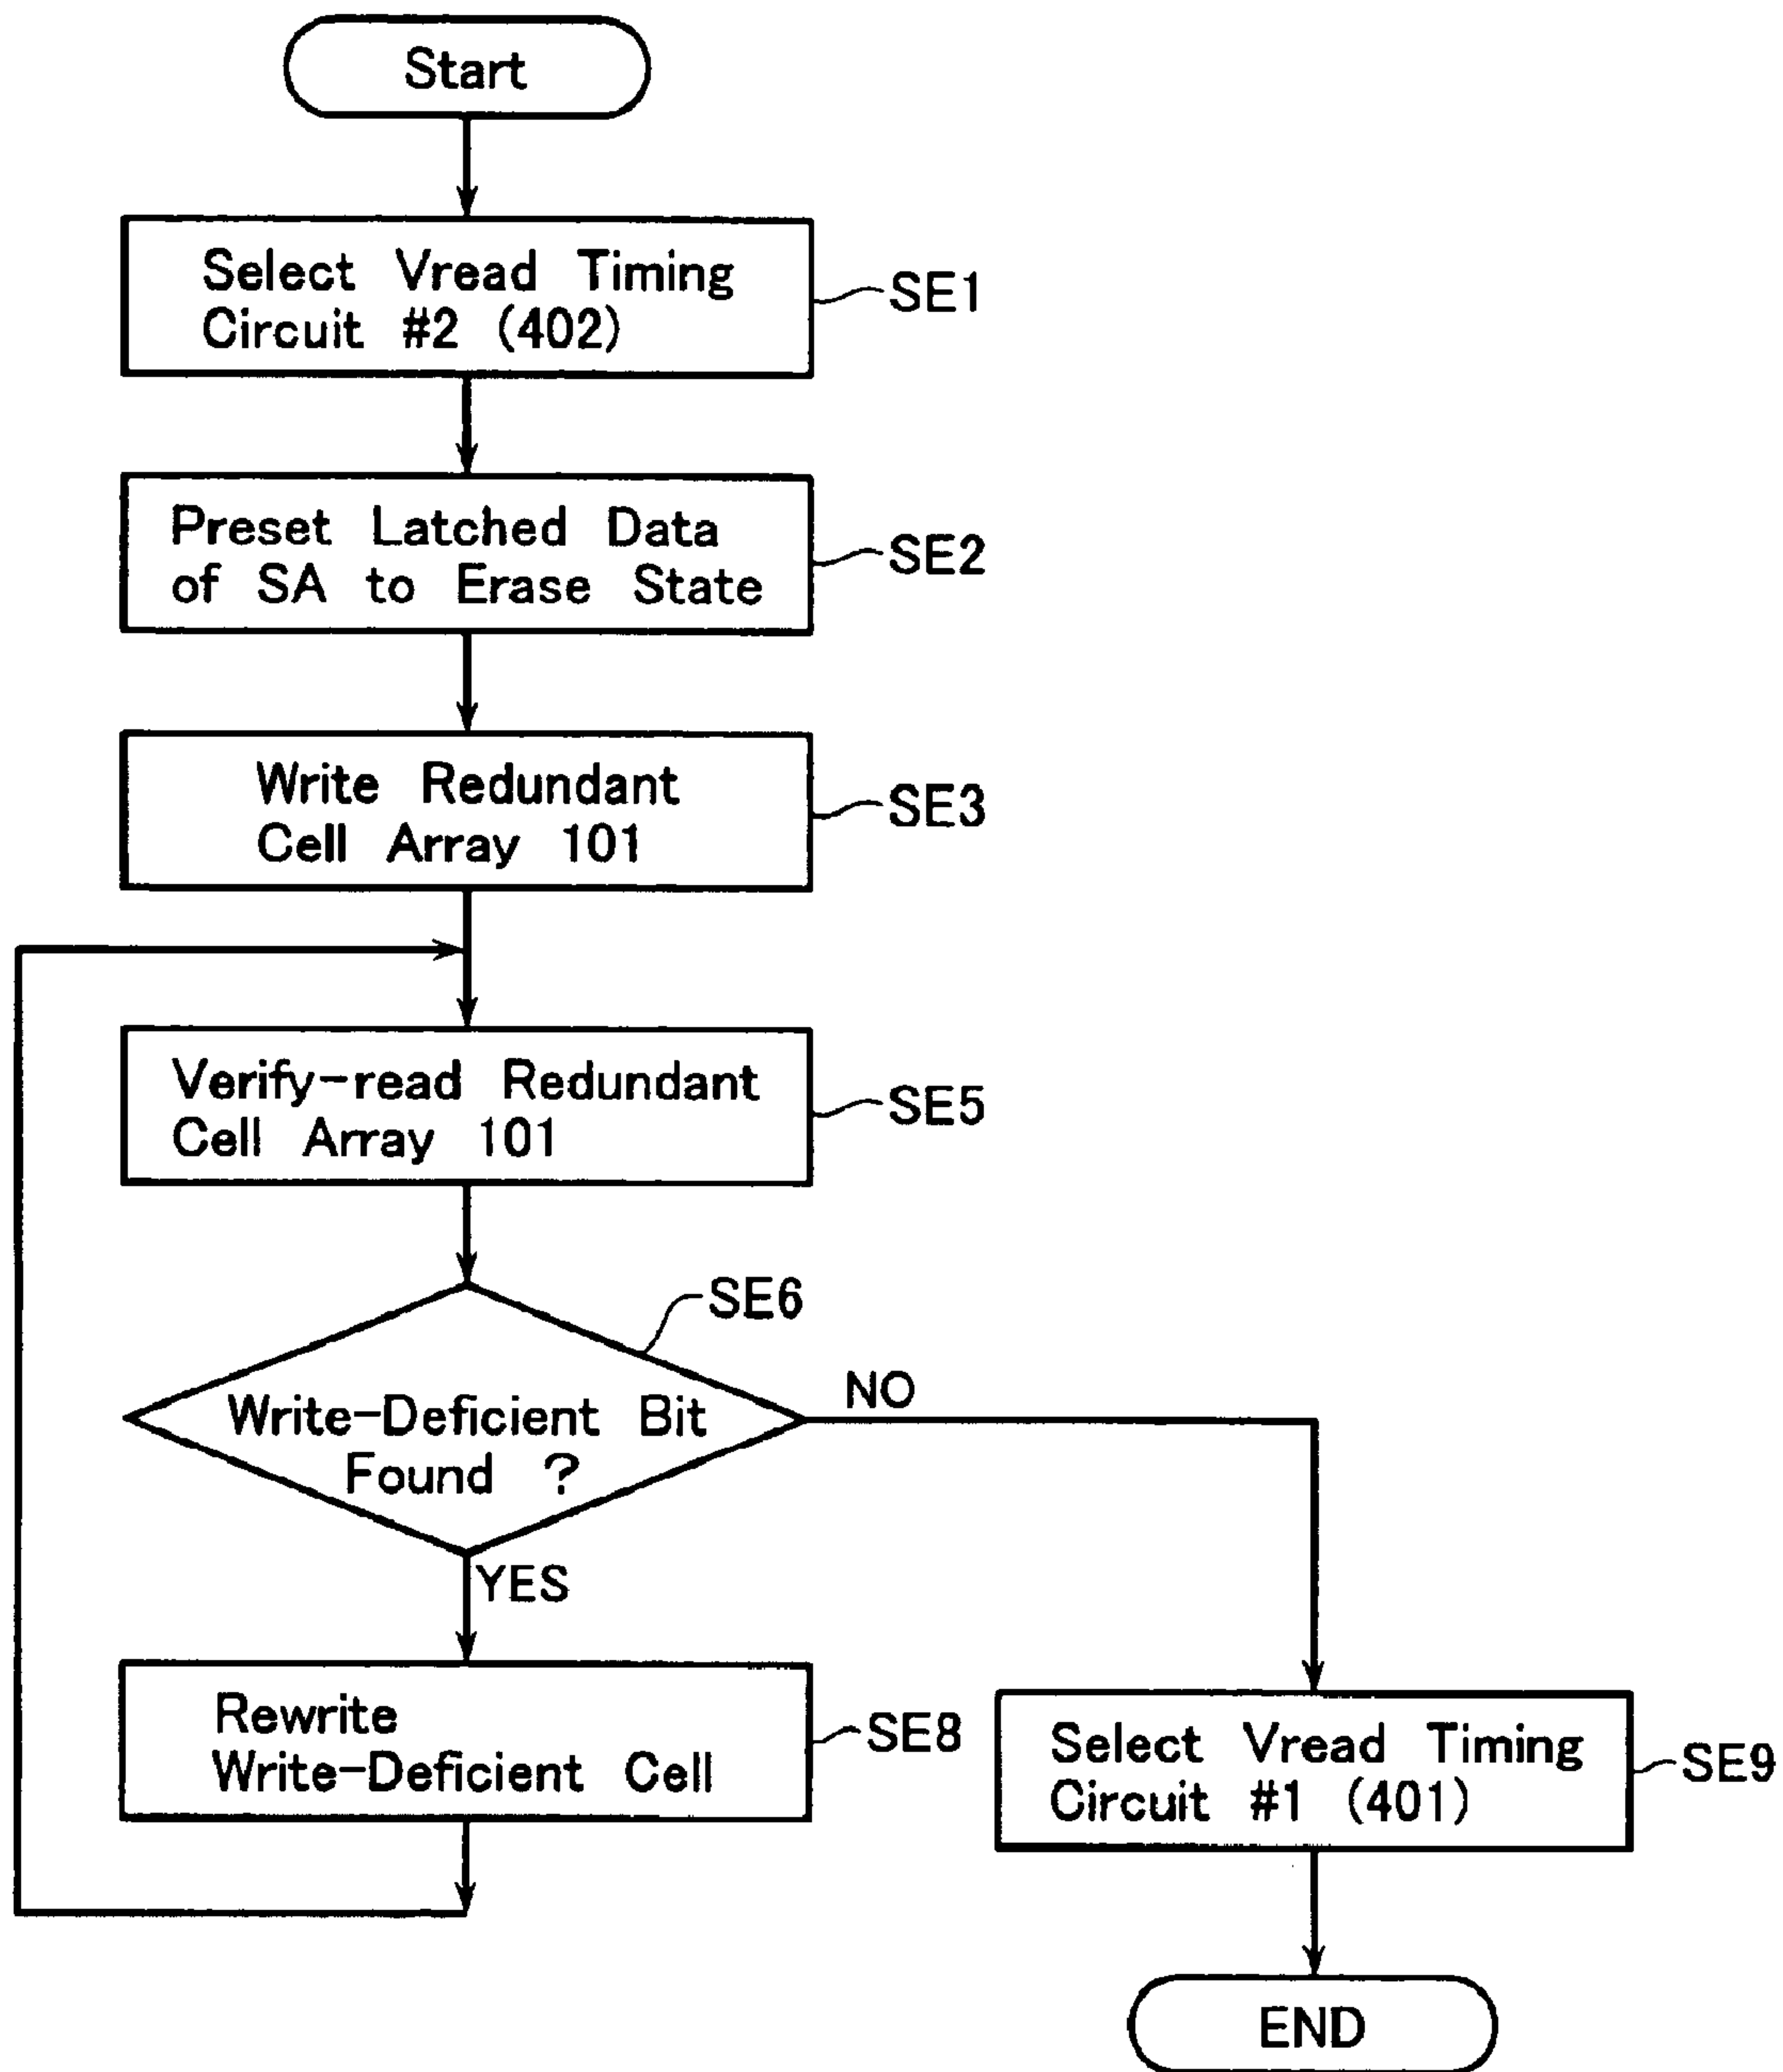 Start
Select Vread Timing
Circuit #2 (402)
SE1
Preset Latched Data
of SA to Erase State
SE2
Write Redundant
Cell Array 101
SE3
Verify-read Redundant
Cell Array 101
SE5
SE6
Write-Deficient Bit
Found ?
NO
YES
Rewrite
Write-Deficient Cell
SE8
Select Vread Timing
Circuit #1 (401)
SE9
END